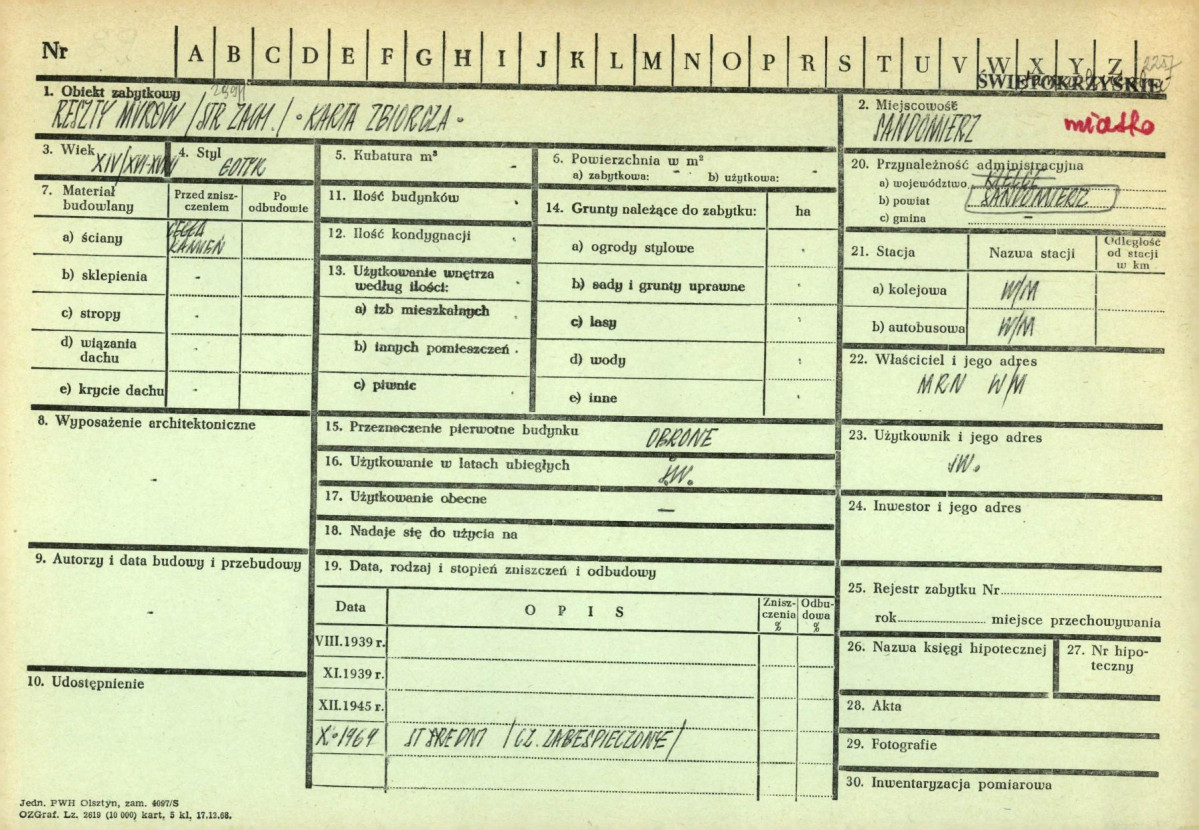 Nr
A B C D E F G H I J K L M N O P R S T U V W X Y Z
ŚWIĘTOKRZYSKIE
1. Obiekt zabytkowy
RESZTY MURÓW /STR ZACH./ · KARTA ZBIORCZA ·
2. Miejscowość
SANDOMIERZ
miasto
3. Wiek
XIV/XVI-XVII
4. Styl
GOTYK
5. Kubatura m³ -
6. Powierzchnia w m²
a) zabytkowa: - b) użytkowa: -
20. Przynależność administracyjna
a) województwo KIELCE
b) powiat SANDOMIERZ
c) gmina -
7. Materiał budowlany
Przed zniszczeniem
Po odbudowie
a) ściany
CEGŁA
KAMIEŃ
b) sklepienia -
c) stropy -
d) wiązania dachu -
e) krycie dachu -
11. Ilość budynków
12. Ilość kondygnacji
13. Użytkowanie wnętrza według ilości:
a) izb mieszkalnych
b) innych pomieszczeń
c) piwnic
14. Grunty należące do zabytku: ha
a) ogrody stylowe
b) sady i grunty uprawne
c) lasy
d) wody
e) inne
21. Stacja
Nazwa stacji
Odległość od stacji w km
a) kolejowa W/M
b) autobusowa W/M
22. Właściciel i jego adres
MRN W/M
8. Wyposażenie architektoniczne
-
15. Przeznaczenie pierwotne budynku OBRONE
16. Użytkowanie w latach ubiegłych J.W.
17. Użytkowanie obecne —
18. Nadaje się do użycia na
23. Użytkownik i jego adres
JW.
24. Inwestor i jego adres
9. Autorzy i data budowy i przebudowy
-
19. Data, rodzaj i stopień zniszczeń i odbudowy
Data
OPIS
Zniszczenia %
Odbudowa %
VIII.1939 r.
XI.1939 r.
XII.1945 r.
X·1969 ST ŚREDNI /CZ. ZABESPIECZONE/
25. Rejestr zabytku Nr
rok miejsce przechowywania
26. Nazwa księgi hipotecznej
27. Nr hipoteczny
10. Udostępnienie
28. Akta
29. Fotografie
30. Inwentaryzacja pomiarowa
Jedn. PWH Olsztyn, zam. 4097/S
OZGraf. Lz. 2619 (10 000) kart, 5 kl. 17.12.68.